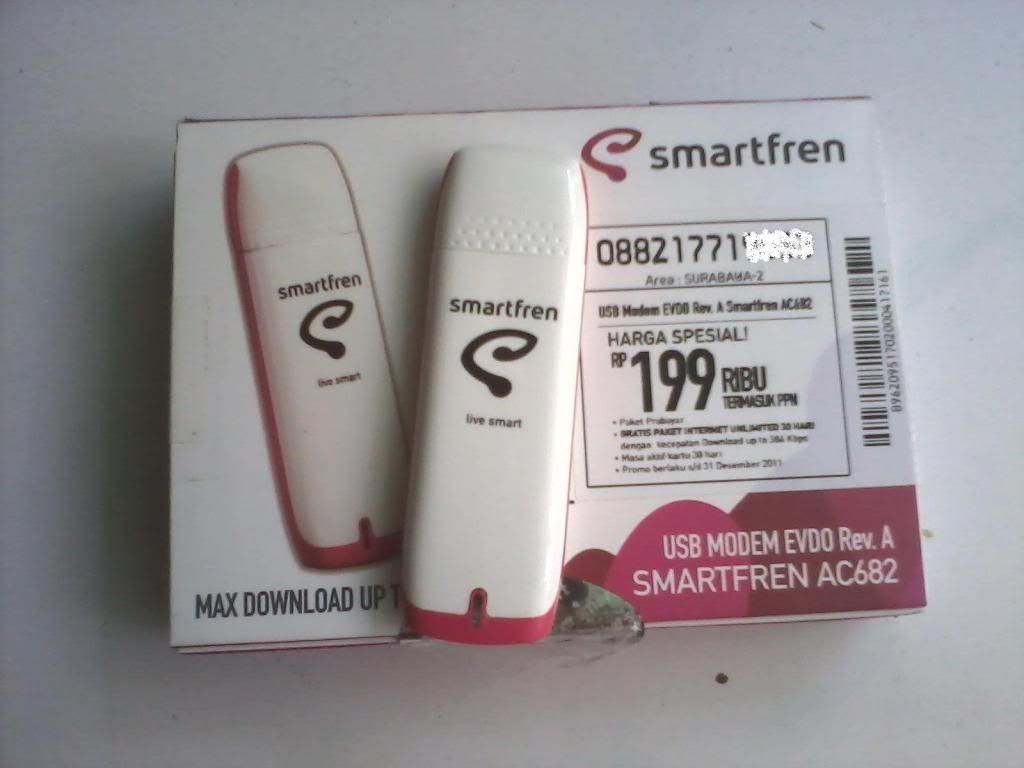 smartfren
088217719
Area : SURABAYA-2
USB Modem EVDO Rev. A Smartfren AC682
HARGA SPESIAL!
RP 199 RIBU
TERMASUK PPN
• Paket Prabayar
• GRATIS PAKET INTERNET UNLIMITED 30 HARI
dengan kecepatan Download up to 384 Kbps
• Masa aktif kartu 30 hari
• Promo berlaku s/d 31 Desember 2011
smartfren
live smart
smartfren
live smart
USB MODEM EVDO Rev. A
SMARTFREN AC682
MAX DOWNLOAD UP